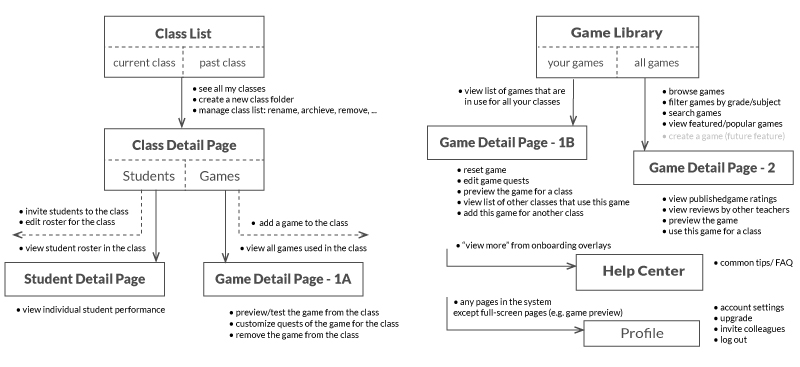 Class List
current class
past class
• see all my classes
• create a new class folder
• manage class list: rename, archieve, remove, ...
Class Detail Page
Students
Games
• invite students to the class
• edit roster for the class
• add a game to the class
• view student roster in the class
• view all games used in the class
Student Detail Page
Game Detail Page - 1A
• view individual student performance
• preview/test the game from the class
• customize quests of the game for the class
• remove the game from the class
Game Library
your games
all games
• view list of games that are
in use for all your classes
• browse games
• filter games by grade/subject
• search games
• view featured/popular games
• create a game (future feature)
Game Detail Page - 1B
Game Detail Page - 2
• reset game
• edit game quests
• preview the game for a class
• view list of other classes that use this game
• add this game for another class
• view publishedgame ratings
• view reviews by other teachers
• preview the game
• use this game for a class
• "view more" from onboarding overlays
Help Center
• common tips/ FAQ
• any pages in the system
except full-screen pages (e.g. game preview)
Profile
• account settings
• upgrade
• invite colleagues
• log out